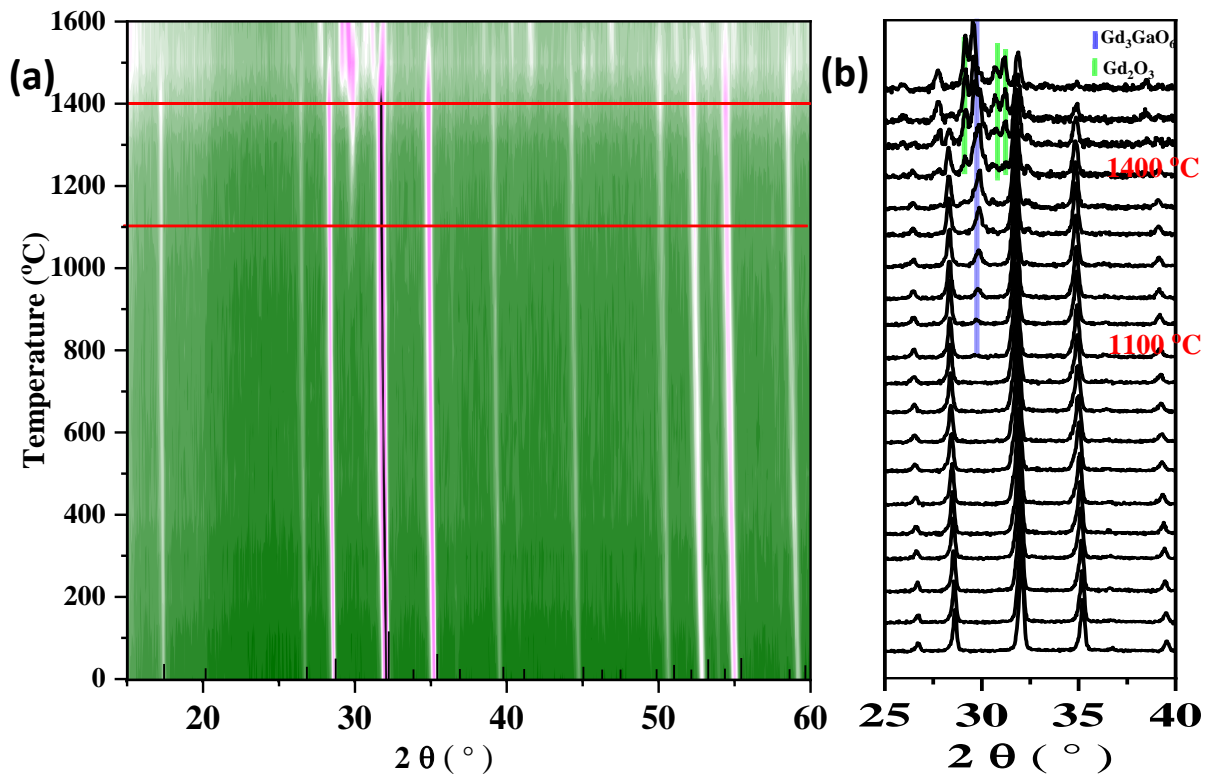 (a)
Temperature (°C)
1600
1400
1200
1000
800
600
400
200
0
20 30 40 50 60
2 θ ( ° )
(b)
Gd₃GaO₆
Gd₂O₃
1400 °C
1100 °C
25 30 35 40
2 θ ( ° )